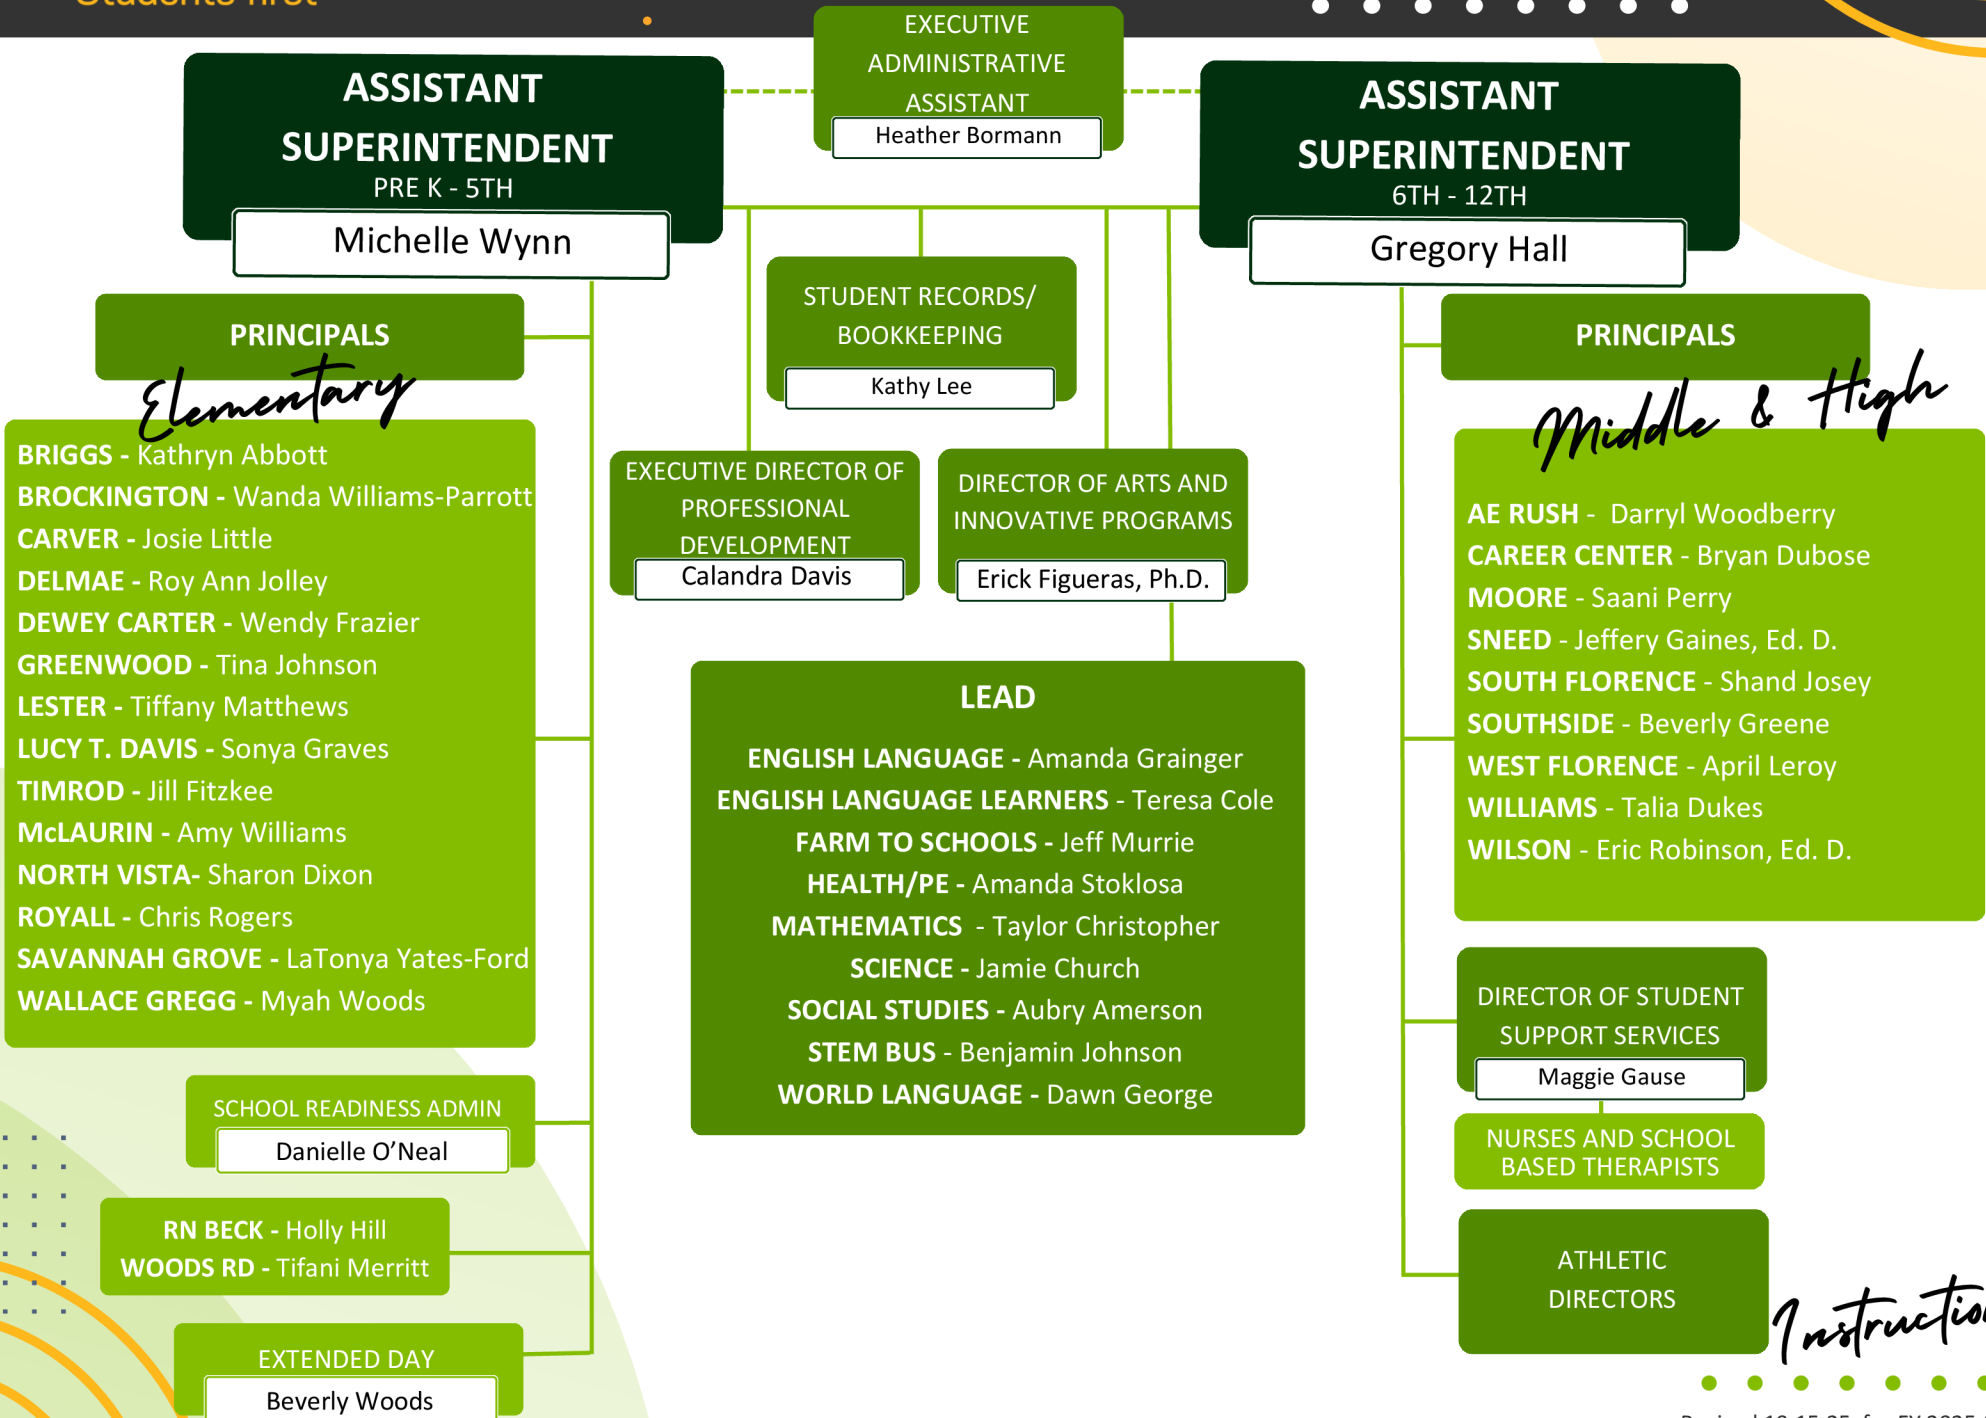 Students first
EXECUTIVE
ADMINISTRATIVE
ASSISTANT
Heather Bormann
ASSISTANT
SUPERINTENDENT
PRE K - 5TH
Michelle Wynn
ASSISTANT
SUPERINTENDENT
6TH - 12TH
Gregory Hall
STUDENT RECORDS/
BOOKKEEPING
Kathy Lee
PRINCIPALS
Elementary
BRIGGS - Kathryn Abbott
BROCKINGTON - Wanda Williams-Parrott
CARVER - Josie Little
DELMAE - Roy Ann Jolley
DEWEY CARTER - Wendy Frazier
GREENWOOD - Tina Johnson
LESTER - Tiffany Matthews
LUCY T. DAVIS - Sonya Graves
TIMROD - Jill Fitzkee
McLAURIN - Amy Williams
NORTH VISTA- Sharon Dixon
ROYALL - Chris Rogers
SAVANNAH GROVE - LaTonya Yates-Ford
WALLACE GREGG - Myah Woods
SCHOOL READINESS ADMIN
Danielle O’Neal
RN BECK - Holly Hill
WOODS RD - Tifani Merritt
EXTENDED DAY
Beverly Woods
EXECUTIVE DIRECTOR OF
PROFESSIONAL
DEVELOPMENT
Calandra Davis
DIRECTOR OF ARTS AND
INNOVATIVE PROGRAMS
Erick Figueras, Ph.D.
LEAD
ENGLISH LANGUAGE - Amanda Grainger
ENGLISH LANGUAGE LEARNERS - Teresa Cole
FARM TO SCHOOLS - Jeff Murrie
HEALTH/PE - Amanda Stoklosa
MATHEMATICS - Taylor Christopher
SCIENCE - Jamie Church
SOCIAL STUDIES - Aubry Amerson
STEM BUS - Benjamin Johnson
WORLD LANGUAGE - Dawn George
PRINCIPALS
Middle & High
AE RUSH - Darryl Woodberry
CAREER CENTER - Bryan Dubose
MOORE - Saani Perry
SNEED - Jeffery Gaines, Ed. D.
SOUTH FLORENCE - Shand Josey
SOUTHSIDE - Beverly Greene
WEST FLORENCE - April Leroy
WILLIAMS - Talia Dukes
WILSON - Eric Robinson, Ed. D.
DIRECTOR OF STUDENT
SUPPORT SERVICES
Maggie Gause
NURSES AND SCHOOL
BASED THERAPISTS
ATHLETIC
DIRECTORS
Instruction